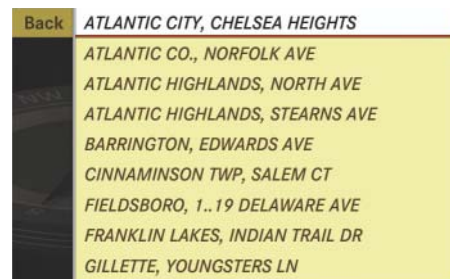 Back
ATLANTIC CITY, CHELSEA HEIGHTS
ATLANTIC CO., NORFOLK AVE
ATLANTIC HIGHLANDS, NORTH AVE
ATLANTIC HIGHLANDS, STEARNS AVE
BARRINGTON, EDWARDS AVE
CINNAMINSON TWP, SALEM CT
FIELDSBORO, 1..19 DELAWARE AVE
FRANKLIN LAKES, INDIAN TRAIL DR
GILLETTE, YOUNGSTERS LN
NW